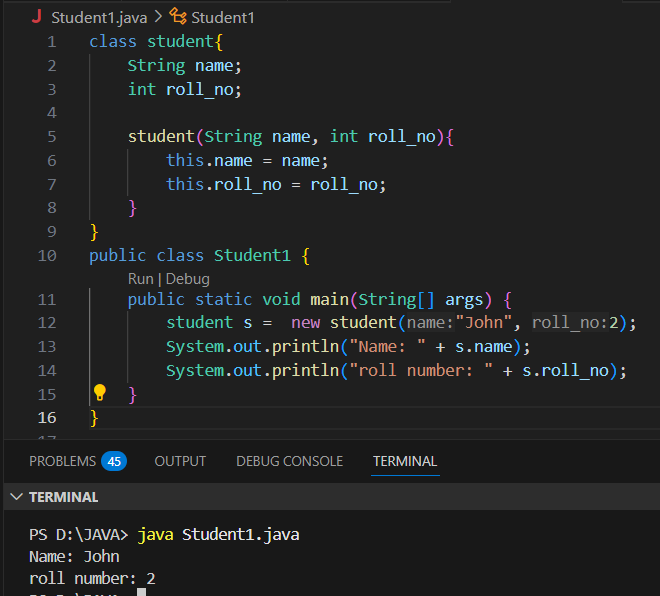 Student1.java > Student1
1 class student{
2 String name;
3 int roll_no;
4
5 student(String name, int roll_no){
6 this.name = name;
7 this.roll_no = roll_no;
8 }
9 }
10 public class Student1 {
Run | Debug
11 public static void main(String[] args) {
12 student s =  new student(name:"John", roll_no:2);
13 System.out.println("Name: " + s.name);
14 System.out.println("roll number: " + s.roll_no);
15 }
16 }
17
PROBLEMS 45 OUTPUT DEBUG CONSOLE TERMINAL
TERMINAL
PS D:\JAVA> java Student1.java
Name: John
roll number: 2
PS D:\JAVA>